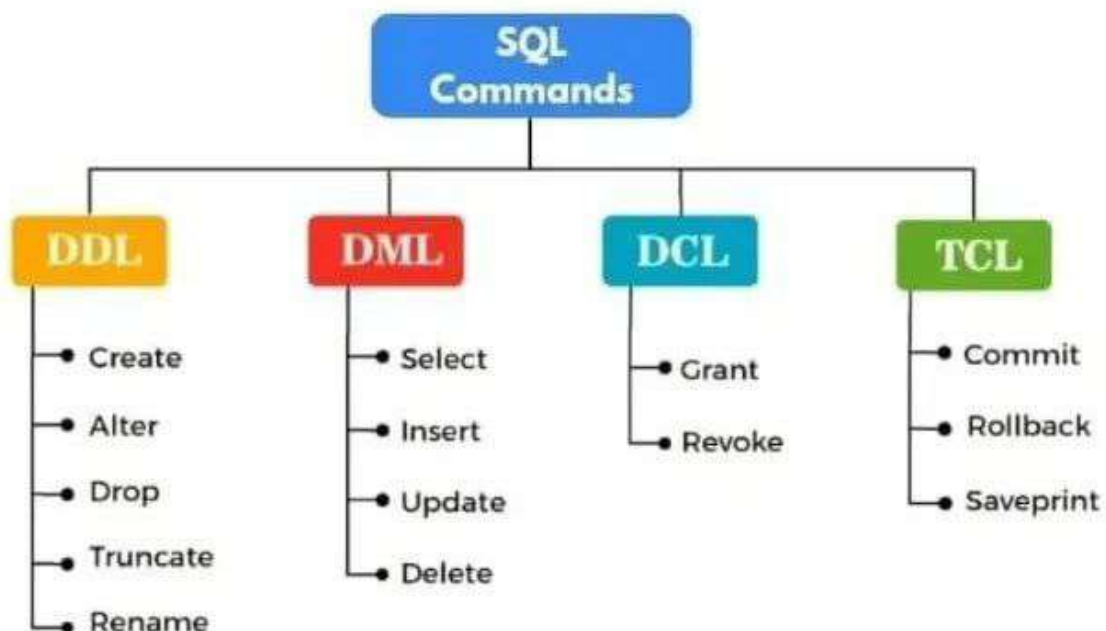 SQL
Commands
DDL
DML
DCL
TCL
Create
Alter
Drop
Truncate
Rename
Select
Insert
Update
Delete
Grant
Revoke
Commit
Rollback
Saveprint